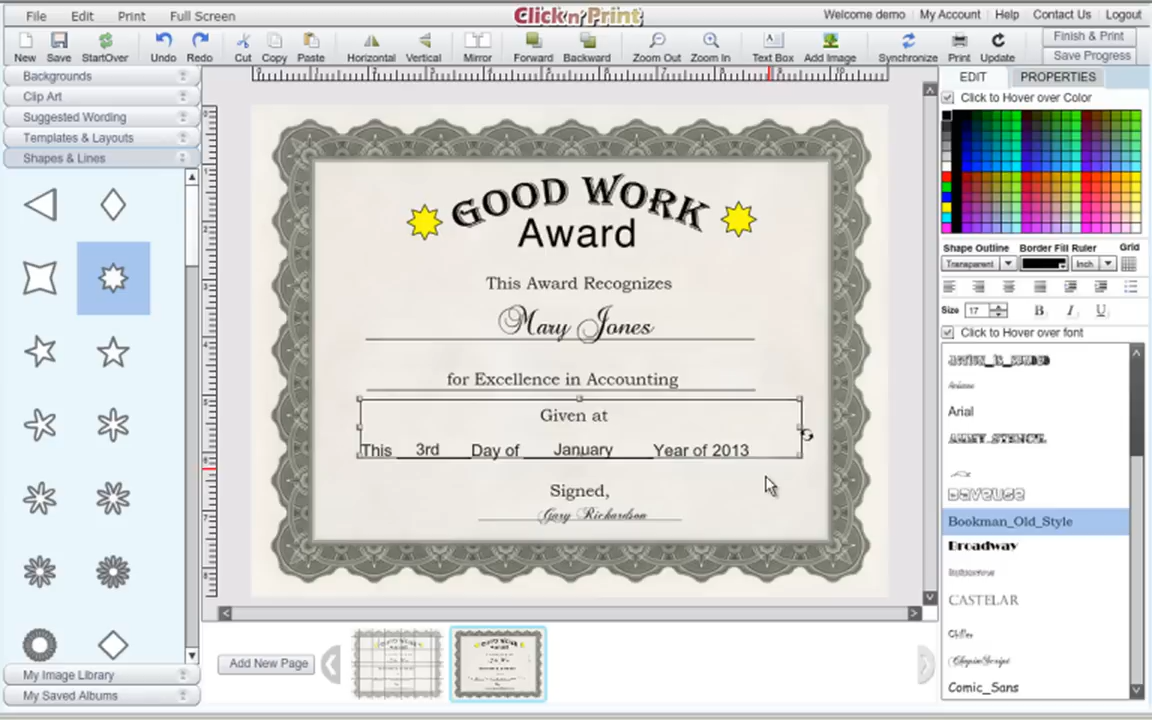 File Edit Print Full Screen
Click n' Print
Welcome demo My Account Help Contact Us Logout
New Save StartOver Undo Redo Cut Copy Paste Horizontal Vertical Mirror Forward Backward Zoom Out Zoom In Text Box Add Image Synchronize Print Update
Finish & Print
Save Progress
Backgrounds
Clip Art
Suggested Wording
Templates & Layouts
Shapes & Lines
My Image Library
My Saved Albums
GOOD WORK
Award
This Award Recognizes
Mary Jones
for Excellence in Accounting
Given at
This 3rd Day of January Year of 2013
Signed,
Gary Richardson
Add New Page
EDIT PROPERTIES
Click to Hover over Color
Shape Outline Border Fill Ruler Grid
Transparent Inch
Size 17 B I U
Click to Hover over font
Arial
ARMY_STENCIL
Bookman_Old_Style
Broadway
CASTELAR
Chiller
Comic_Sans